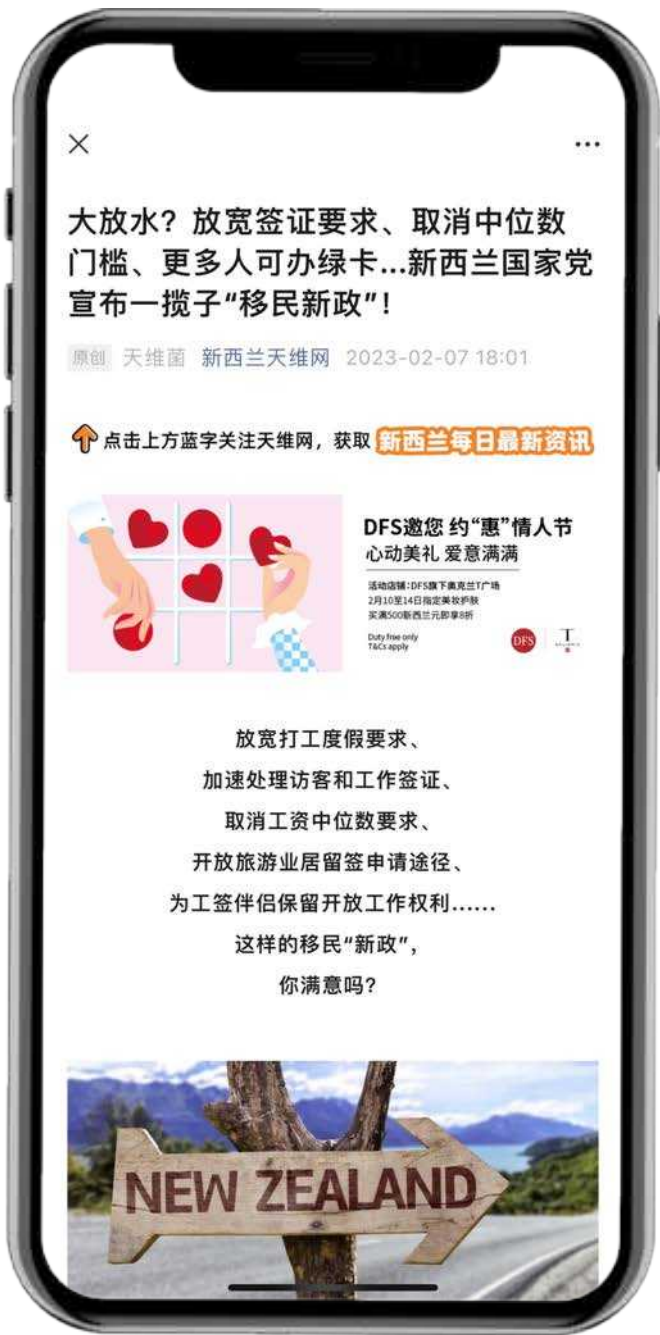 大放水？放宽签证要求、取消中位数
门槛、更多人可办绿卡...新西兰国家党
宣布一揽子“移民新政”！
原创 天维菌 新西兰天维网 2023-02-07 18:01
点击上方蓝字关注天维网，获取 新西兰每日最新资讯
DFS邀您 约“惠”情人节
心动美礼 爱意满满
活动店铺：DFS旗下奥克兰T广场
2月10至14日指定美妆护肤
买满500新西兰元即享8折
Duty free only
T&Cs apply
DFS
T
放宽打工度假要求、
加速处理访客和工作签证、
取消工资中位数要求、
开放旅游业居留签申请途径、
为工签伴侣保留开放工作权利......
这样的移民“新政”，
你满意吗？
NEW ZEALAND